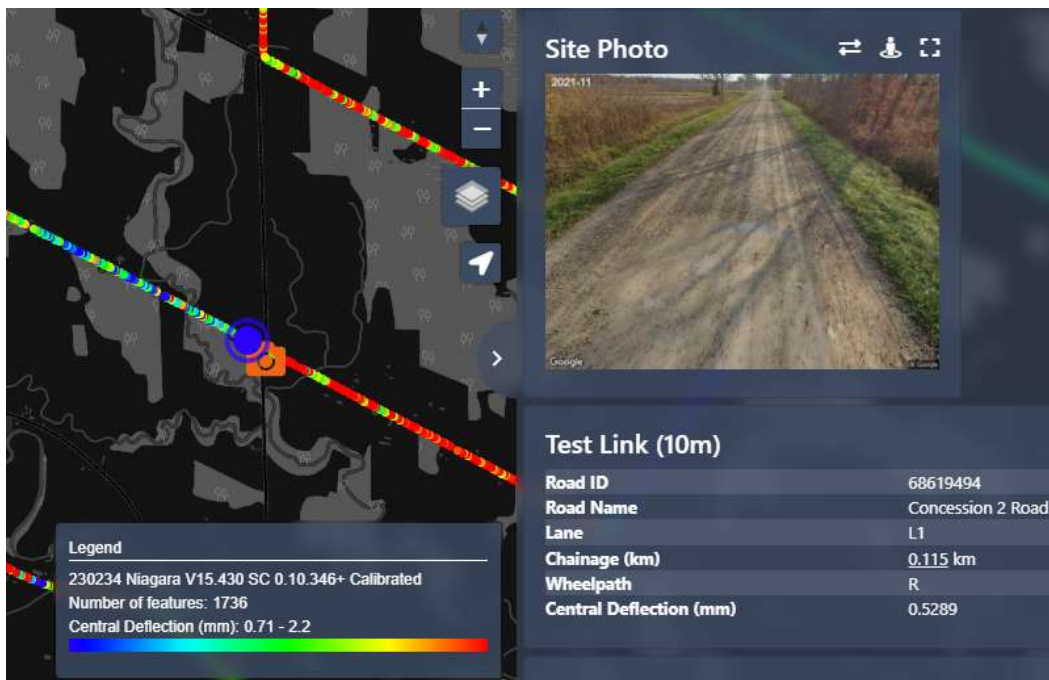 Site Photo
2021-11
Google
© Google
Test Link (10m)
Road ID 68619494
Road Name Concession 2 Road
Lane L1
Chainage (km) 0.115 km
Wheelpath R
Central Deflection (mm) 0.5289
Legend
230234 Niagara V15.430 SC 0.10.346+ Calibrated
Number of features: 1736
Central Deflection (mm): 0.71 - 2.2